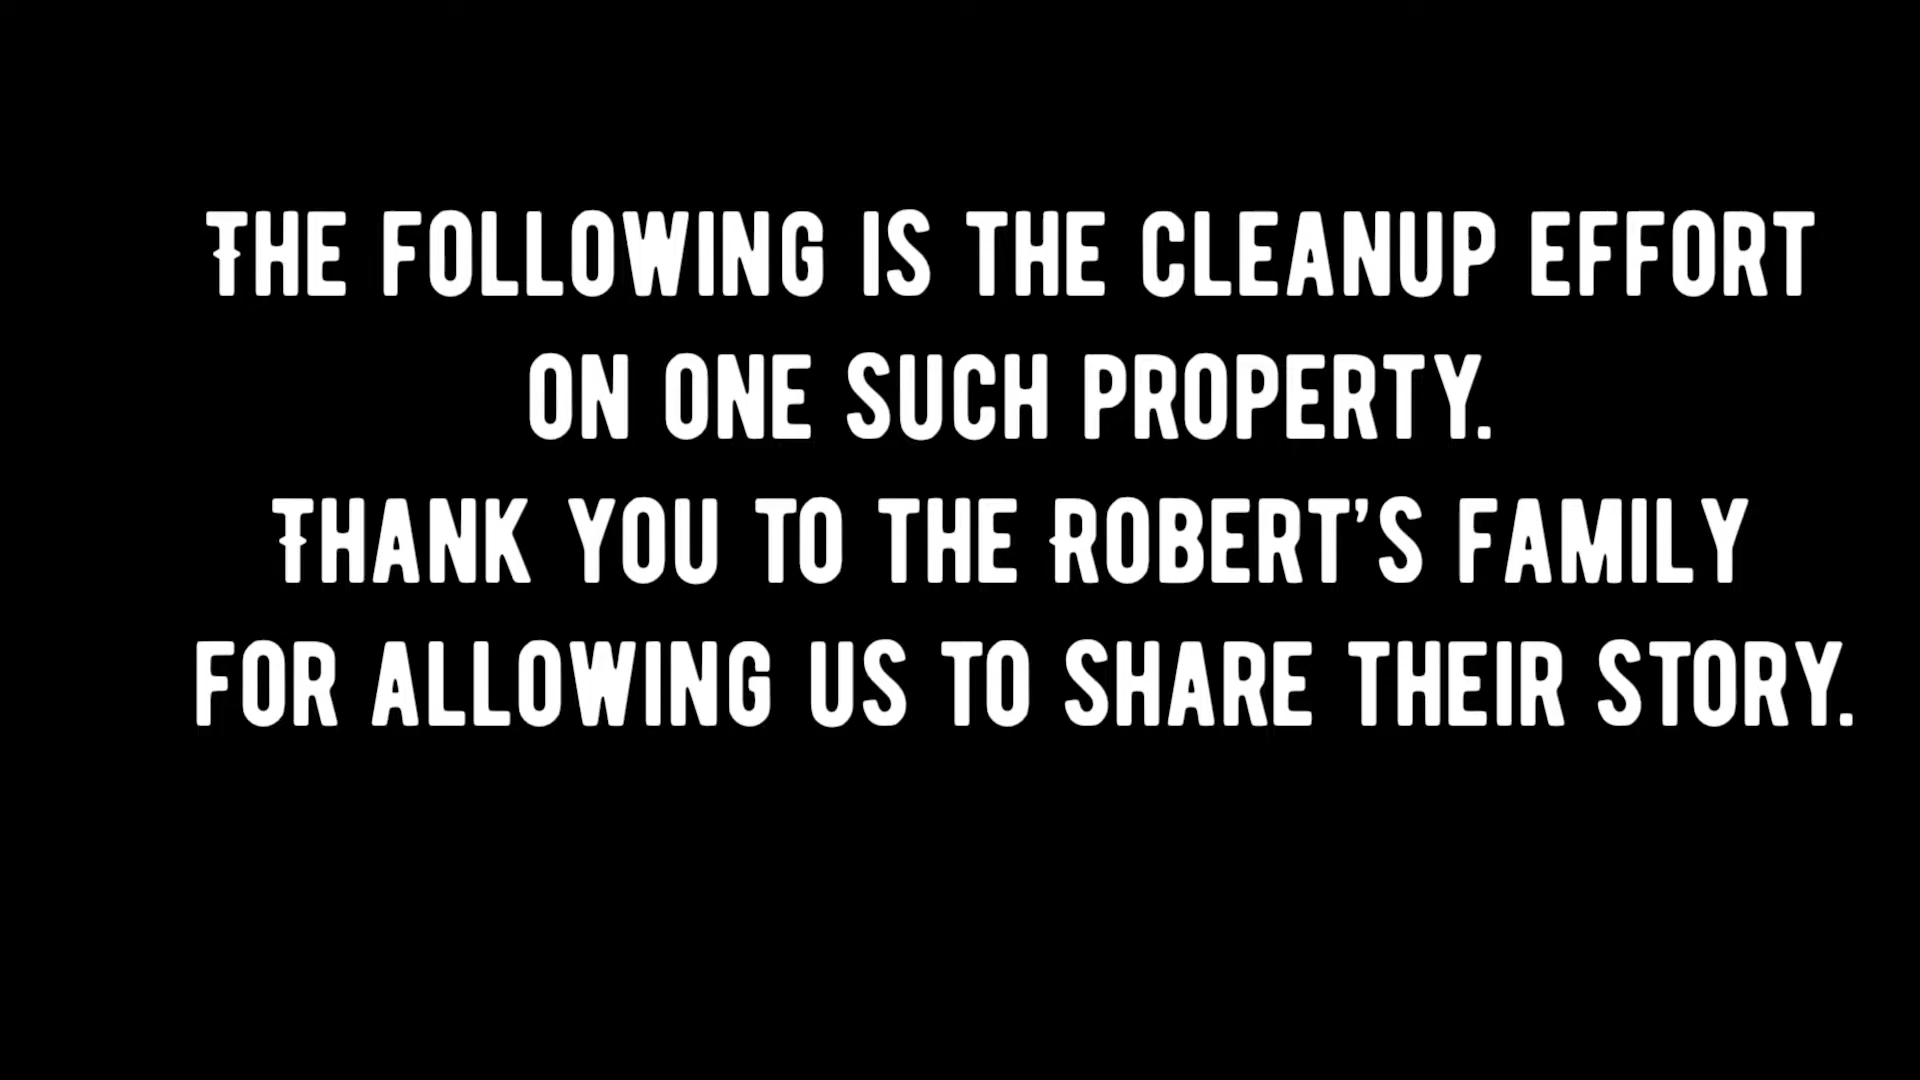 The following is the cleanup effort
on one such property.
Thank you to the Robert's family
for allowing us to share their story.